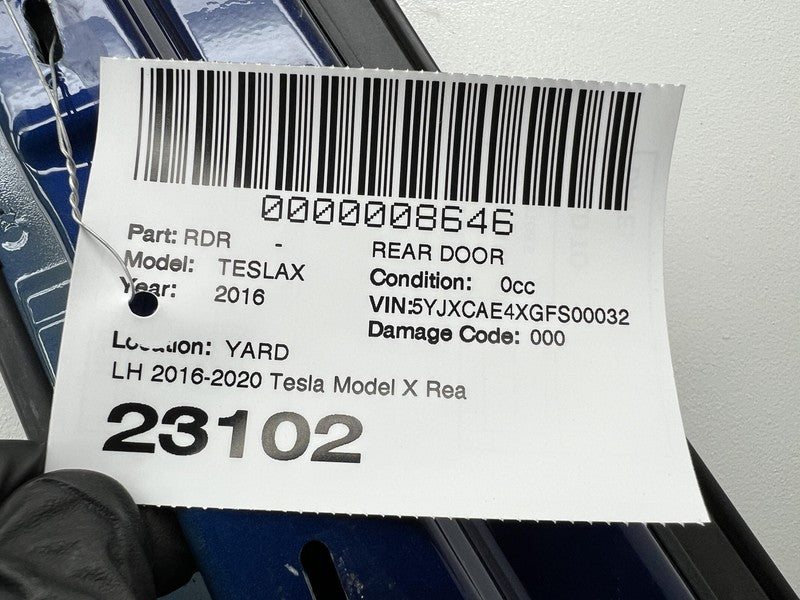 0000008646
Part: RDR - REAR DOOR
Model: TESLAX Condition: 0cc
Year: 2016 VIN:5YJXCAE4XGFS00032
Damage Code: 000
Location: YARD
LH 2016-2020 Tesla Model X Rea
23102